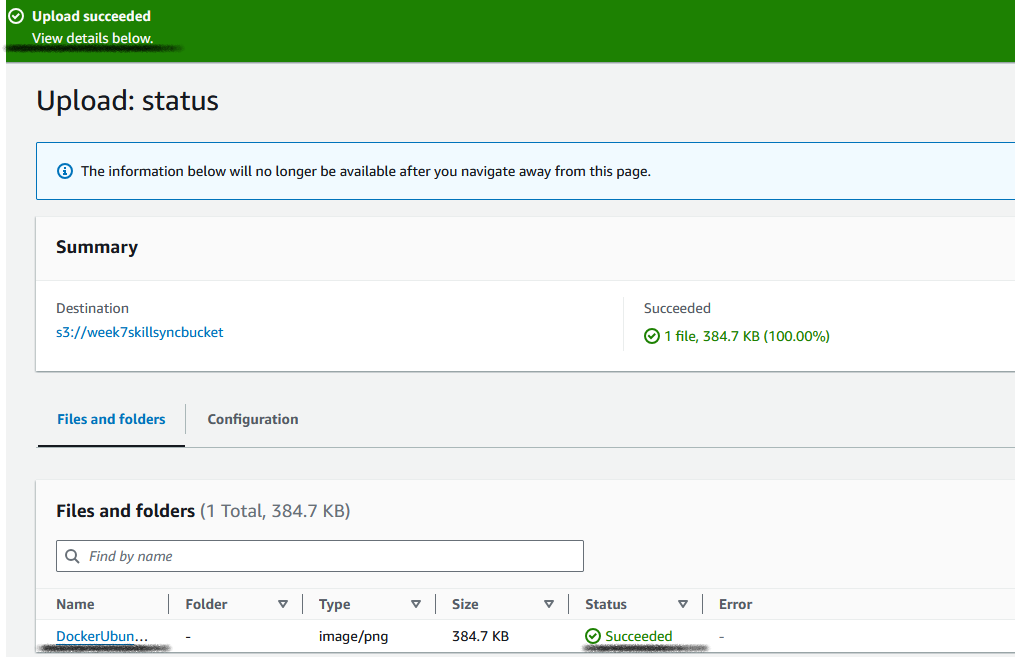 Upload succeeded
View details below.
Upload: status
The information below will no longer be available after you navigate away from this page.
Summary
Destination
s3://week7skillsyncbucket
Succeeded
1 file, 384.7 KB (100.00%)
Files and folders
Configuration
Files and folders (1 Total, 384.7 KB)
Find by name
Name Folder Type Size Status Error
DockerUbun... - image/png 384.7 KB Succeeded -